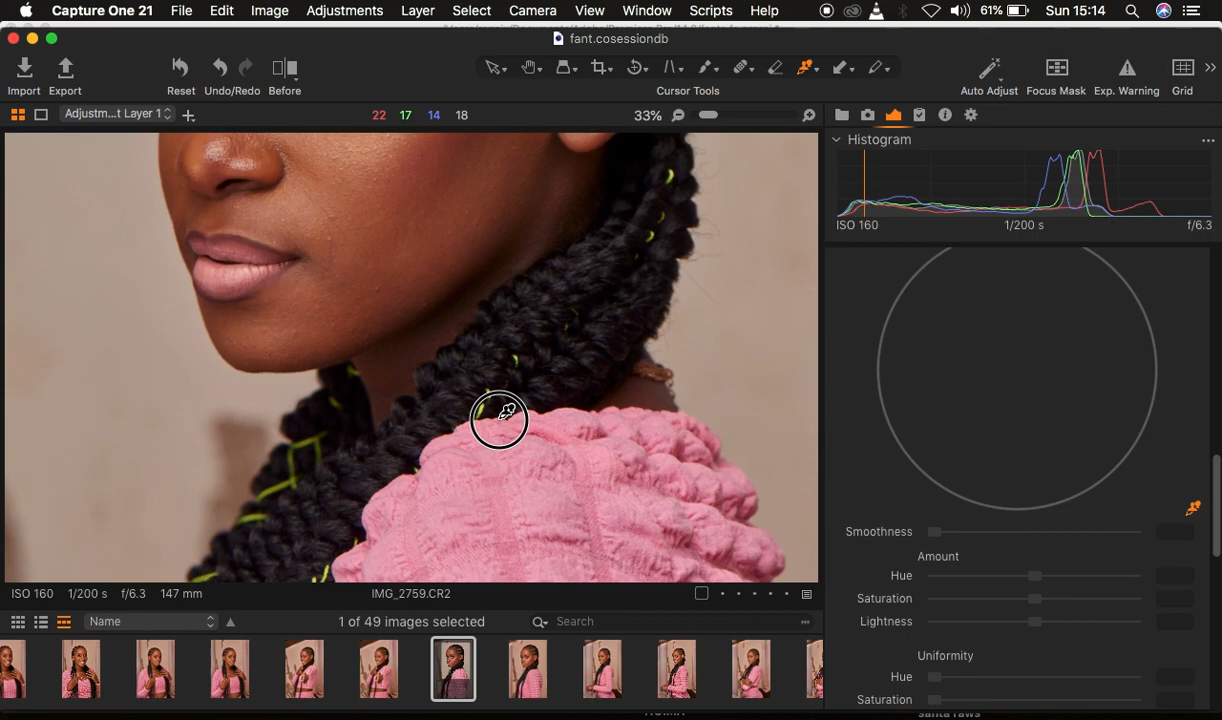 Capture One 21 File Edit Image Adjustments Layer Select Camera View Window Scripts Help 61% Sun 15:14
fant.cosessiondb
Import Export Reset Undo/Redo Before Cursor Tools Auto Adjust Focus Mask Exp. Warning Grid
Adjustm...t Layer 1 22 17 14 18 33%
Histogram
ISO 160 1/200 s f/6.3
Smoothness
Amount
Hue
Saturation
Lightness
Uniformity
Hue
Saturation
ISO 160 1/200 s f/6.3 147 mm IMG_2759.CR2
Name 1 of 49 images selected Search